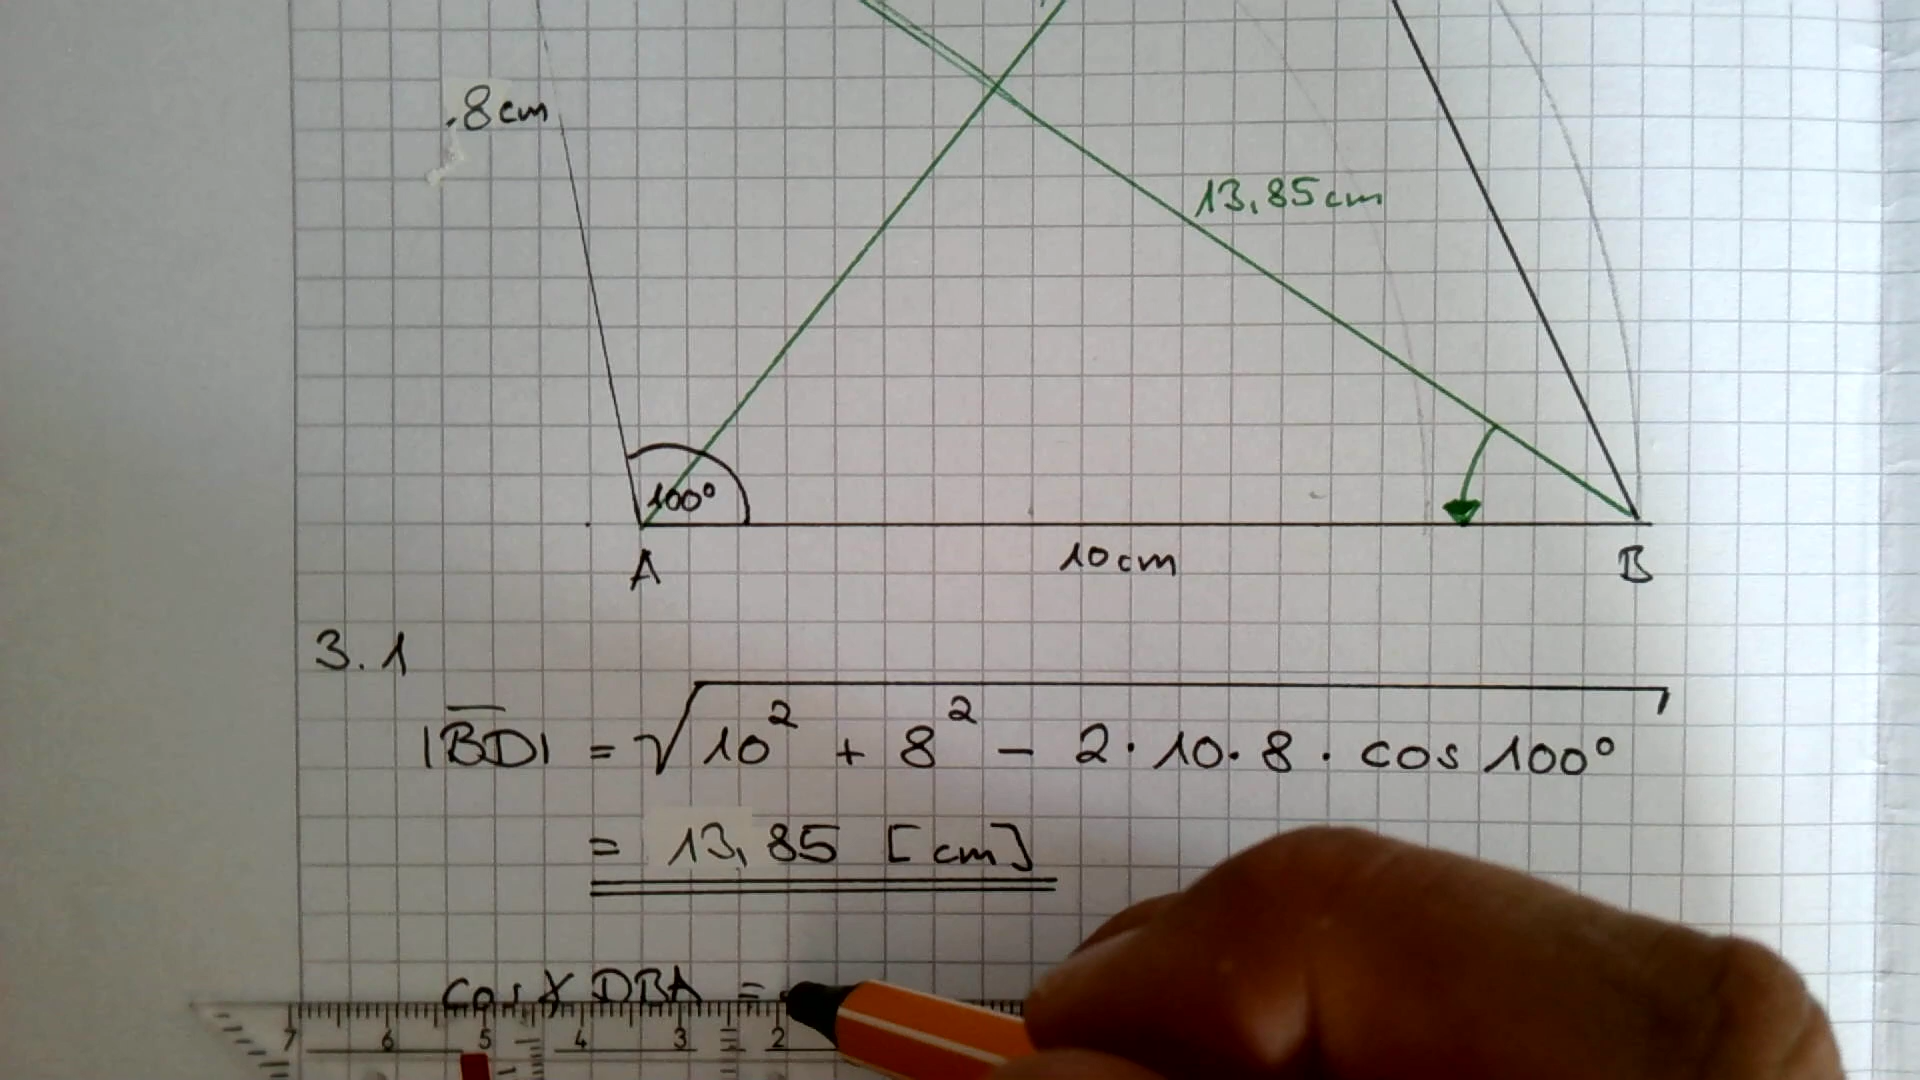 8cm
13,85cm
100°
A
10cm
B
3.1
|BD| = √10² + 8² - 2·10·8·cos 100°
= 13,85 [cm]
cos ∡ DBA =
7 6 5 4 3 2